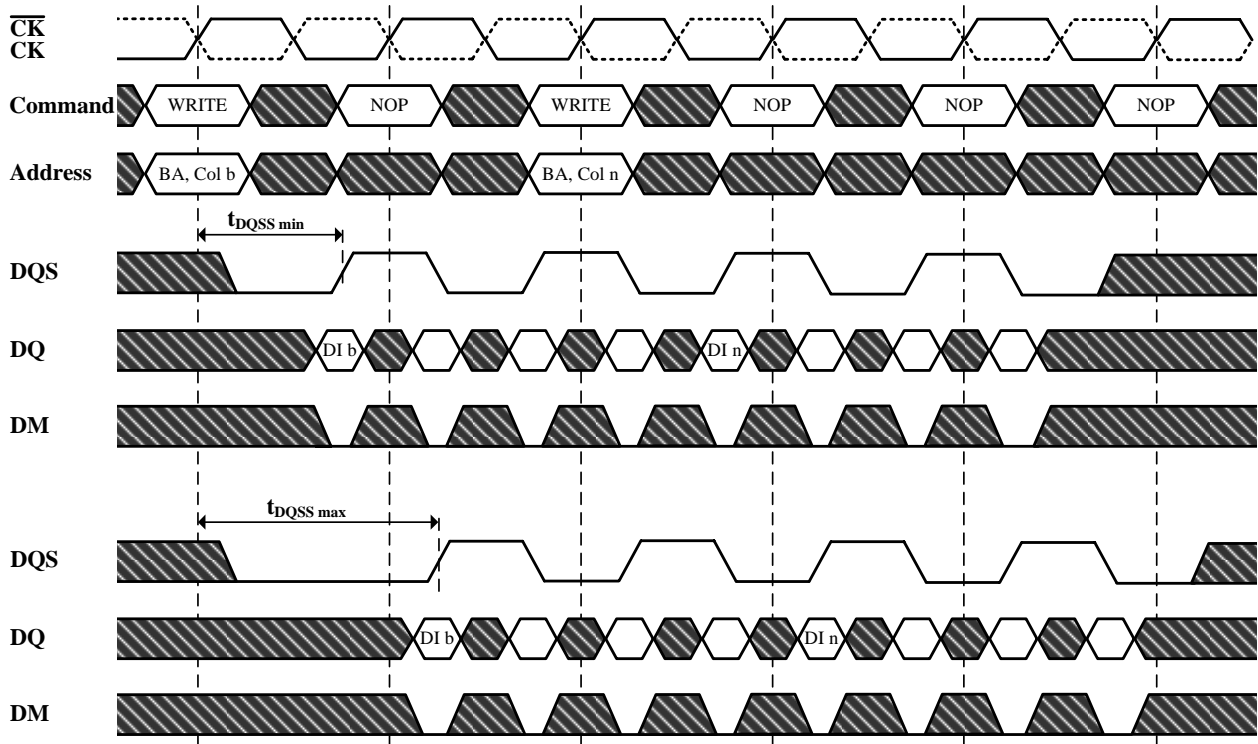 CK
CK
Command WRITE NOP WRITE NOP NOP NOP
Address BA, Col b BA, Col n
tDQSS min
DQS
DQ DI b DI n
DM
tDQSS max
DQS
DQ DI b DI n
DM